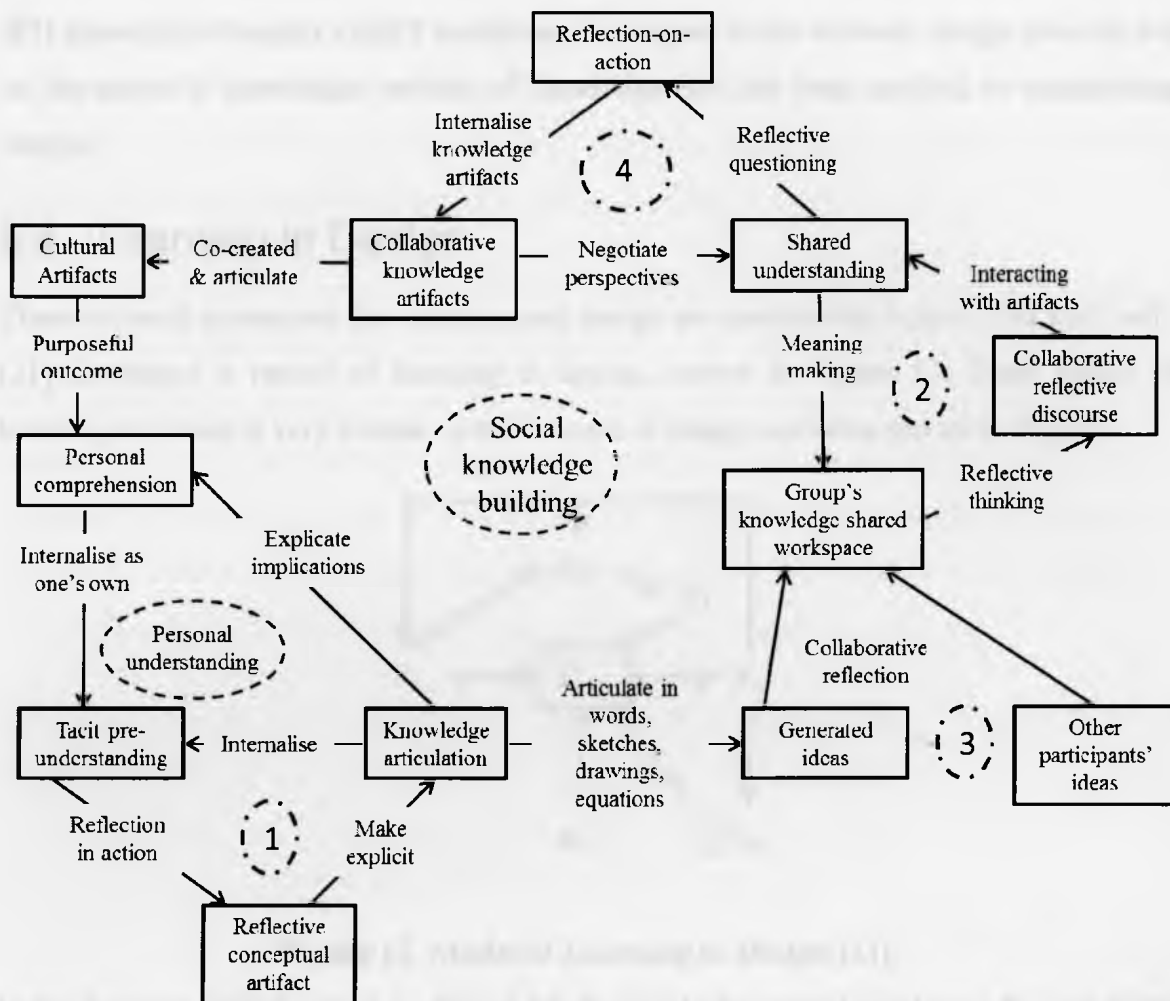 Reflection-on-
action
Internalise
knowledge
artifacts
4
Reflective
questioning
Cultural
Artifacts
Co-created
& articulate
Collaborative
knowledge
artifacts
Negotiate
perspectives
Shared
understanding
Interacting
with artifacts
Purposeful
outcome
Meaning
making
2
Collaborative
reflective
discourse
Social
knowledge
building
Personal
comprehension
Group's
knowledge shared
workspace
Reflective
thinking
Internalise as
one's own
Explicate
implications
Personal
understanding
Collaborative
reflection
Tacit pre-
understanding
Internalise
Knowledge
articulation
Articulate in
words,
sketches,
drawings,
equations
Generated
ideas
3
Other
participants'
ideas
Reflection
in action
1
Make
explicit
Reflective
conceptual
artifact